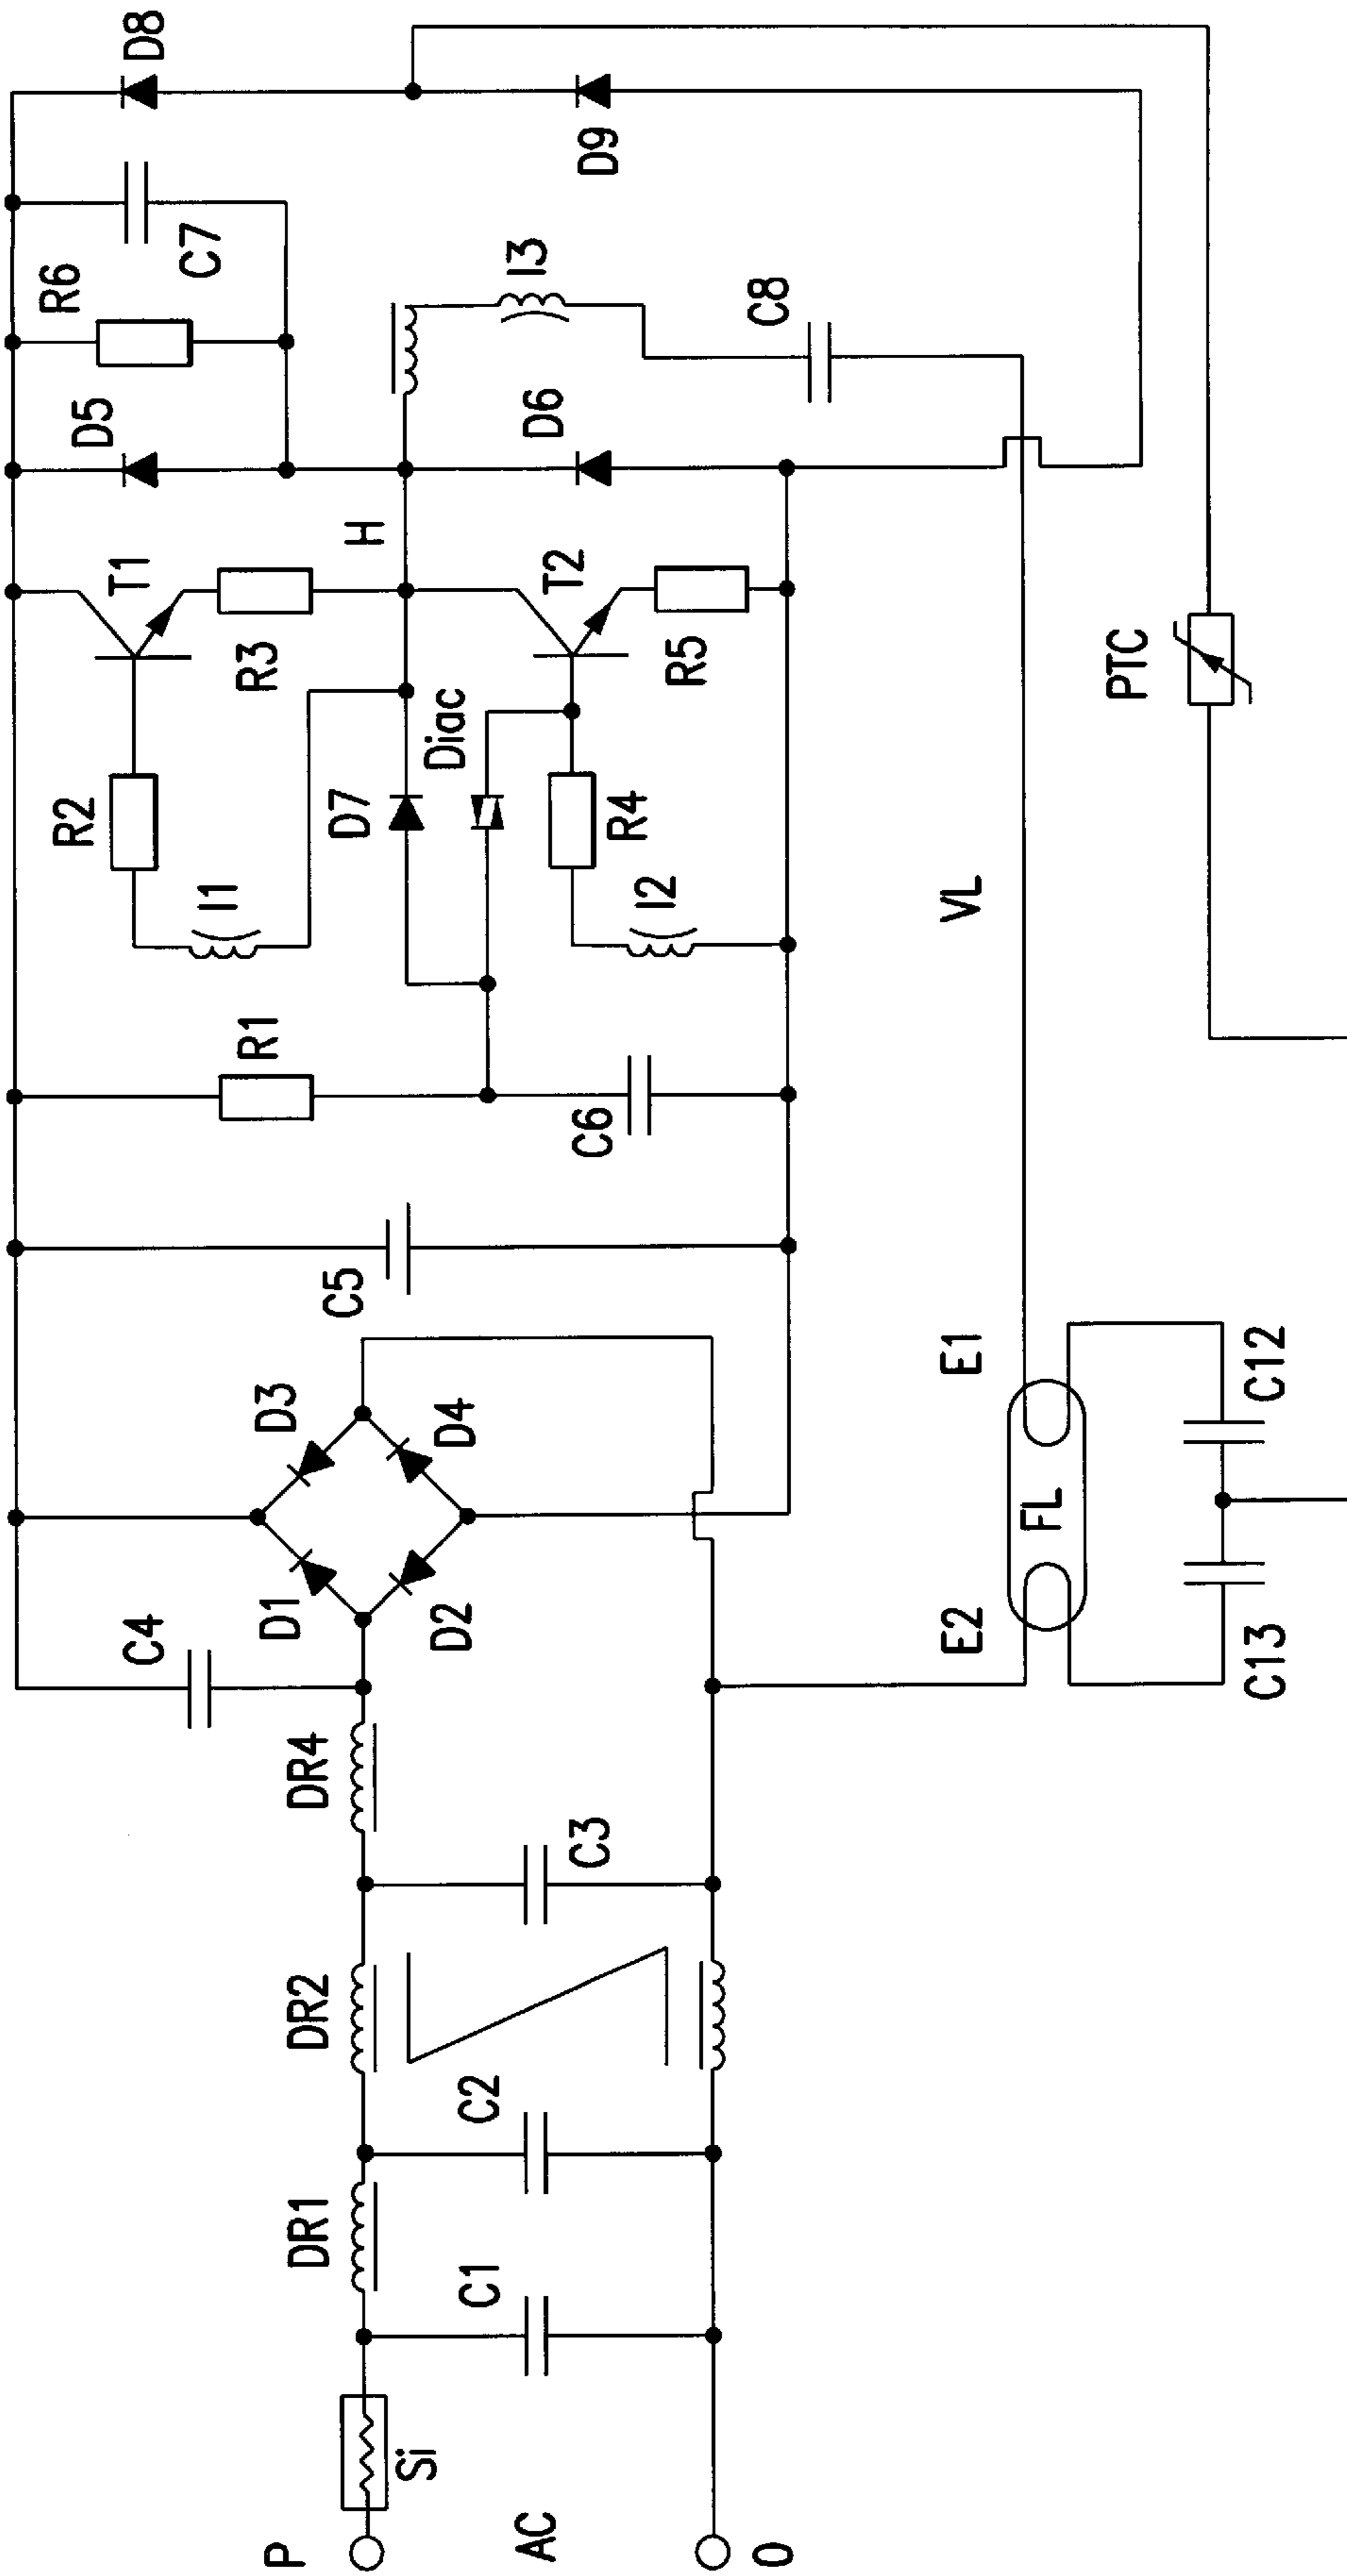 P
Si
AC
O
DR1
C1
C2
DR2
C3
DR4
C4
D1
D2
D3
D4
C5
R1
C6
I1
R2
D7
Diac
I2
R4
T1
R3
H
T2
R5
D5
D6
R6
C7
I3
C8
D8
D9
VL
PTC
E1
E2
FL
C12
C13